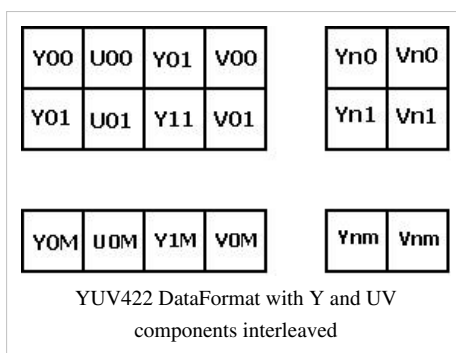 Y00 U00 Y01 V00 Yn0 Vn0
Y01 U01 Y11 V01 Yn1 Vn1
Y0M U0M Y1M V0M Ynm Vnm
YUV422 DataFormat with Y and UV
components interleaved